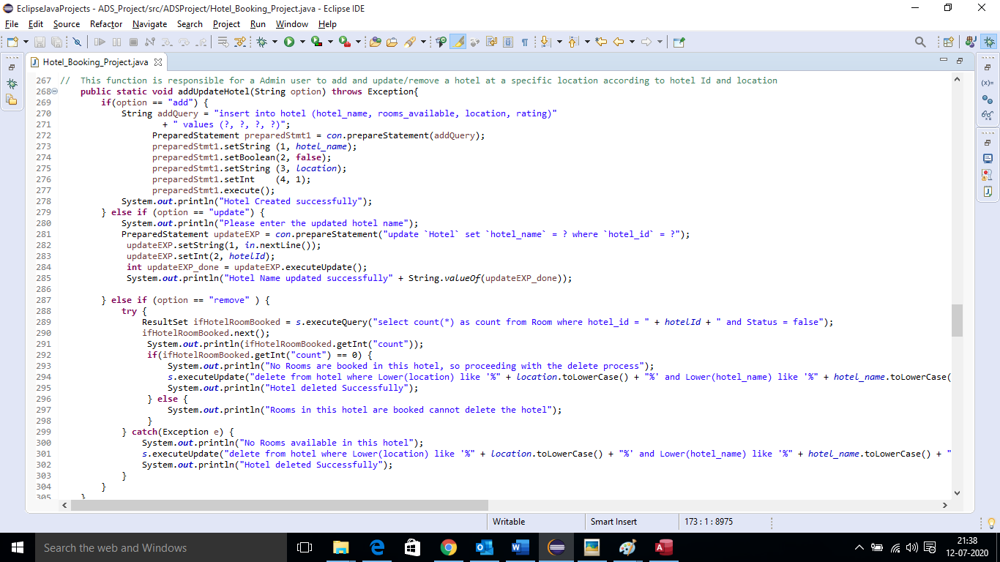 EclipseJavaProjects - ADS_Project/src/ADSProject/Hotel_Booking_Project.java - Eclipse IDE
File Edit Source Refactor Navigate Search Project Run Window Help
Hotel_Booking_Project.java
267 //  This function is responsible for a Admin user to add and update/remove a hotel at a specific location according to hotel Id and location
268     public static void addUpdateHotel(String option) throws Exception{
269         if(option == "add") {
270             String addQuery = "insert into hotel (hotel_name, rooms_available, location, rating)"
271                     + " values (?, ?, ?, ?)";
272                   PreparedStatement preparedStmt1 = con.prepareStatement(addQuery);
273                   preparedStmt1.setString (1, hotel_name);
274                   preparedStmt1.setBoolean(2, false);
275                   preparedStmt1.setString (3, location);
276                   preparedStmt1.setInt    (4, 1);
277                   preparedStmt1.execute();
278             System.out.println("Hotel Created successfully");
279         } else if (option == "update") {
280             System.out.println("Please enter the updated hotel name");
281             PreparedStatement updateEXP = con.prepareStatement("update `Hotel` set `hotel_name` = ? where `hotel_id` = ?");
282              updateEXP.setString(1, in.nextLine());
283              updateEXP.setInt(2, hotelId);
284              int updateEXP_done = updateEXP.executeUpdate();
285              System.out.println("Hotel Name updated successfully" + String.valueOf(updateEXP_done));
286
287         } else if (option == "remove" ) {
288             try {
289                 ResultSet ifHotelRoomBooked = s.executeQuery("select count(*) as count from Room where hotel_id = " + hotelId + " and Status = false");
290                 ifHotelRoomBooked.next();
291                  System.out.println(ifHotelRoomBooked.getInt("count"));
292                  if(ifHotelRoomBooked.getInt("count") == 0) {
293                      System.out.println("No Rooms are booked in this hotel, so proceeding with the delete process");
294                      s.executeUpdate("delete from hotel where Lower(location) like '%" + location.toLowerCase() + "%' and Lower(hotel_name) like '%" + hotel_name.toLowerCase(
295                      System.out.println("Hotel deleted Successfully");
296                  } else {
297                      System.out.println("Rooms in this hotel are booked cannot delete the hotel");
298                  }
299             } catch(Exception e) {
300                 System.out.println("No Rooms available in this hotel");
301                 s.executeUpdate("delete from hotel where Lower(location) like '%" + location.toLowerCase() + "%' and Lower(hotel_name) like '%" + hotel_name.toLowerCase() + "
302                 System.out.println("Hotel deleted Successfully");
303             }
304         }
305     }
Writable Smart Insert 173 : 1 : 8975
Search the web and Windows
21:38
12-07-2020